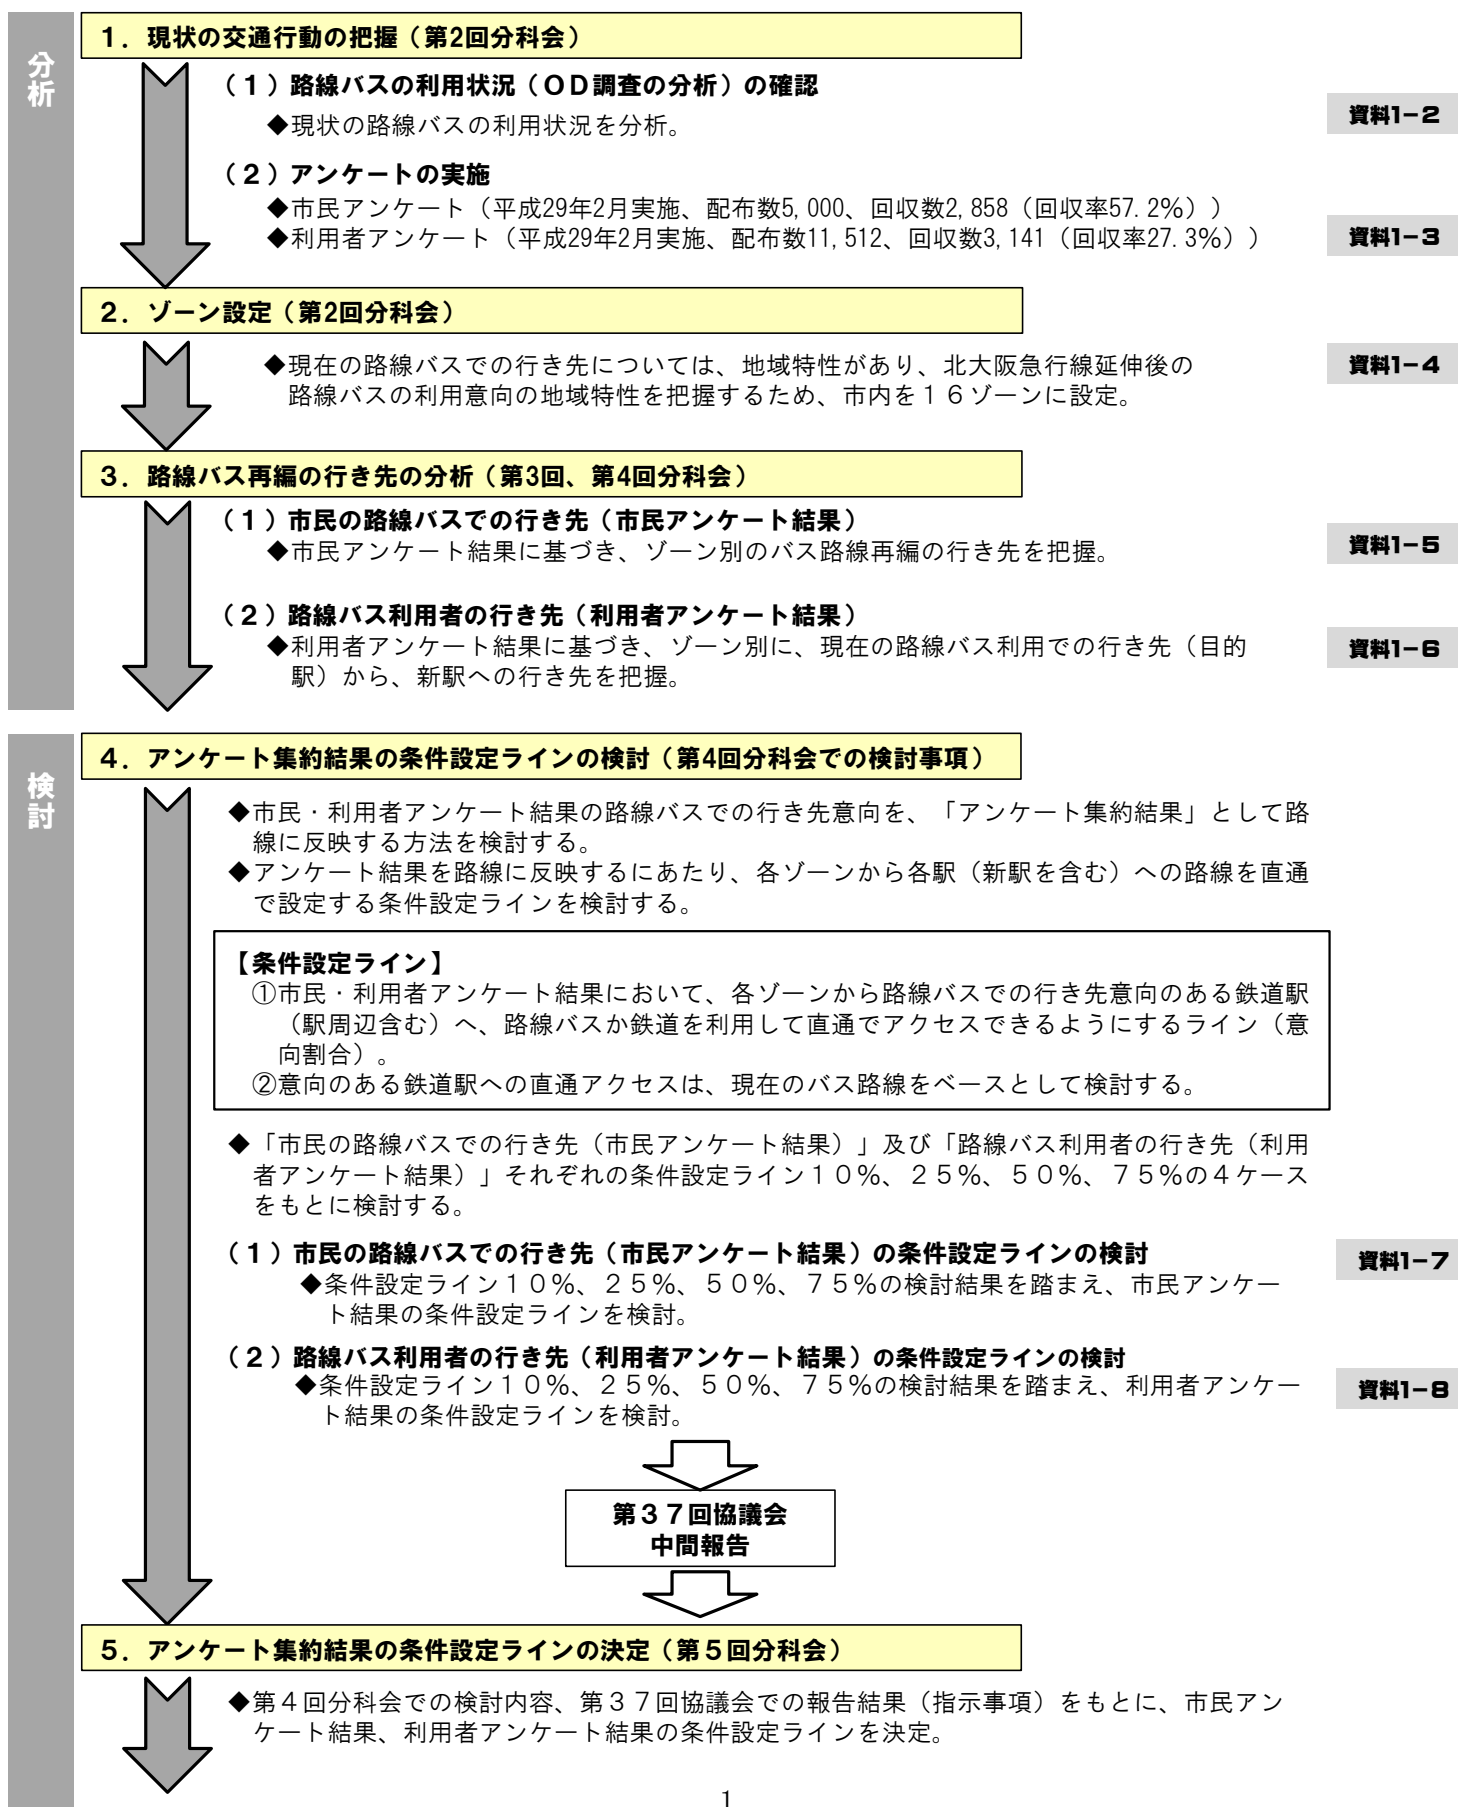 分析
1．現状の交通行動の把握（第2回分科会）
（１）路線バスの利用状況（ＯＤ調査の分析）の確認
◆現状の路線バスの利用状況を分析。
資料1－2
（２）アンケートの実施
◆市民アンケート（平成29年2月実施、配布数5,000、回収数2,858（回収率57.2％））
◆利用者アンケート（平成29年2月実施、配布数11,512、回収数3,141（回収率27.3％））
資料1－3
2．ゾーン設定（第2回分科会）
◆現在の路線バスでの行き先については、地域特性があり、北大阪急行線延伸後の
路線バスの利用意向の地域特性を把握するため、市内を１６ゾーンに設定。
資料1－4
3．路線バス再編の行き先の分析（第3回、第4回分科会）
（１）市民の路線バスでの行き先（市民アンケート結果）
◆市民アンケート結果に基づき、ゾーン別のバス路線再編の行き先を把握。
資料1－5
（２）路線バス利用者の行き先（利用者アンケート結果）
◆利用者アンケート結果に基づき、ゾーン別に、現在の路線バス利用での行き先（目的
駅）から、新駅への行き先を把握。
資料1－6
検討
4．アンケート集約結果の条件設定ラインの検討（第4回分科会での検討事項）
◆市民・利用者アンケート結果の路線バスでの行き先意向を、「アンケート集約結果」として路
線に反映する方法を検討する。
◆アンケート結果を路線に反映するにあたり、各ゾーンから各駅（新駅を含む）への路線を直通
で設定する条件設定ラインを検討する。
【条件設定ライン】
①市民・利用者アンケート結果において、各ゾーンから路線バスでの行き先意向のある鉄道駅
（駅周辺含む）へ、路線バスか鉄道を利用して直通でアクセスできるようにするライン（意
向割合）。
②意向のある鉄道駅への直通アクセスは、現在のバス路線をベースとして検討する。
◆「市民の路線バスでの行き先（市民アンケート結果）」及び「路線バス利用者の行き先（利用
者アンケート結果）」それぞれの条件設定ライン１０％、２５％、５０％、７５％の４ケース
をもとに検討する。
（１）市民の路線バスでの行き先（市民アンケート結果）の条件設定ラインの検討
◆条件設定ライン１０％、２５％、５０％、７５％の検討結果を踏まえ、市民アンケー
ト結果の条件設定ラインを検討。
資料1－7
（２）路線バス利用者の行き先（利用者アンケート結果）の条件設定ラインの検討
◆条件設定ライン１０％、２５％、５０％、７５％の検討結果を踏まえ、利用者アンケー
ト結果の条件設定ラインを検討。
資料1－8
第３７回協議会
中間報告
5．アンケート集約結果の条件設定ラインの決定（第５回分科会）
◆第４回分科会での検討内容、第３７回協議会での報告結果（指示事項）をもとに、市民アン
ケート結果、利用者アンケート結果の条件設定ラインを決定。
1